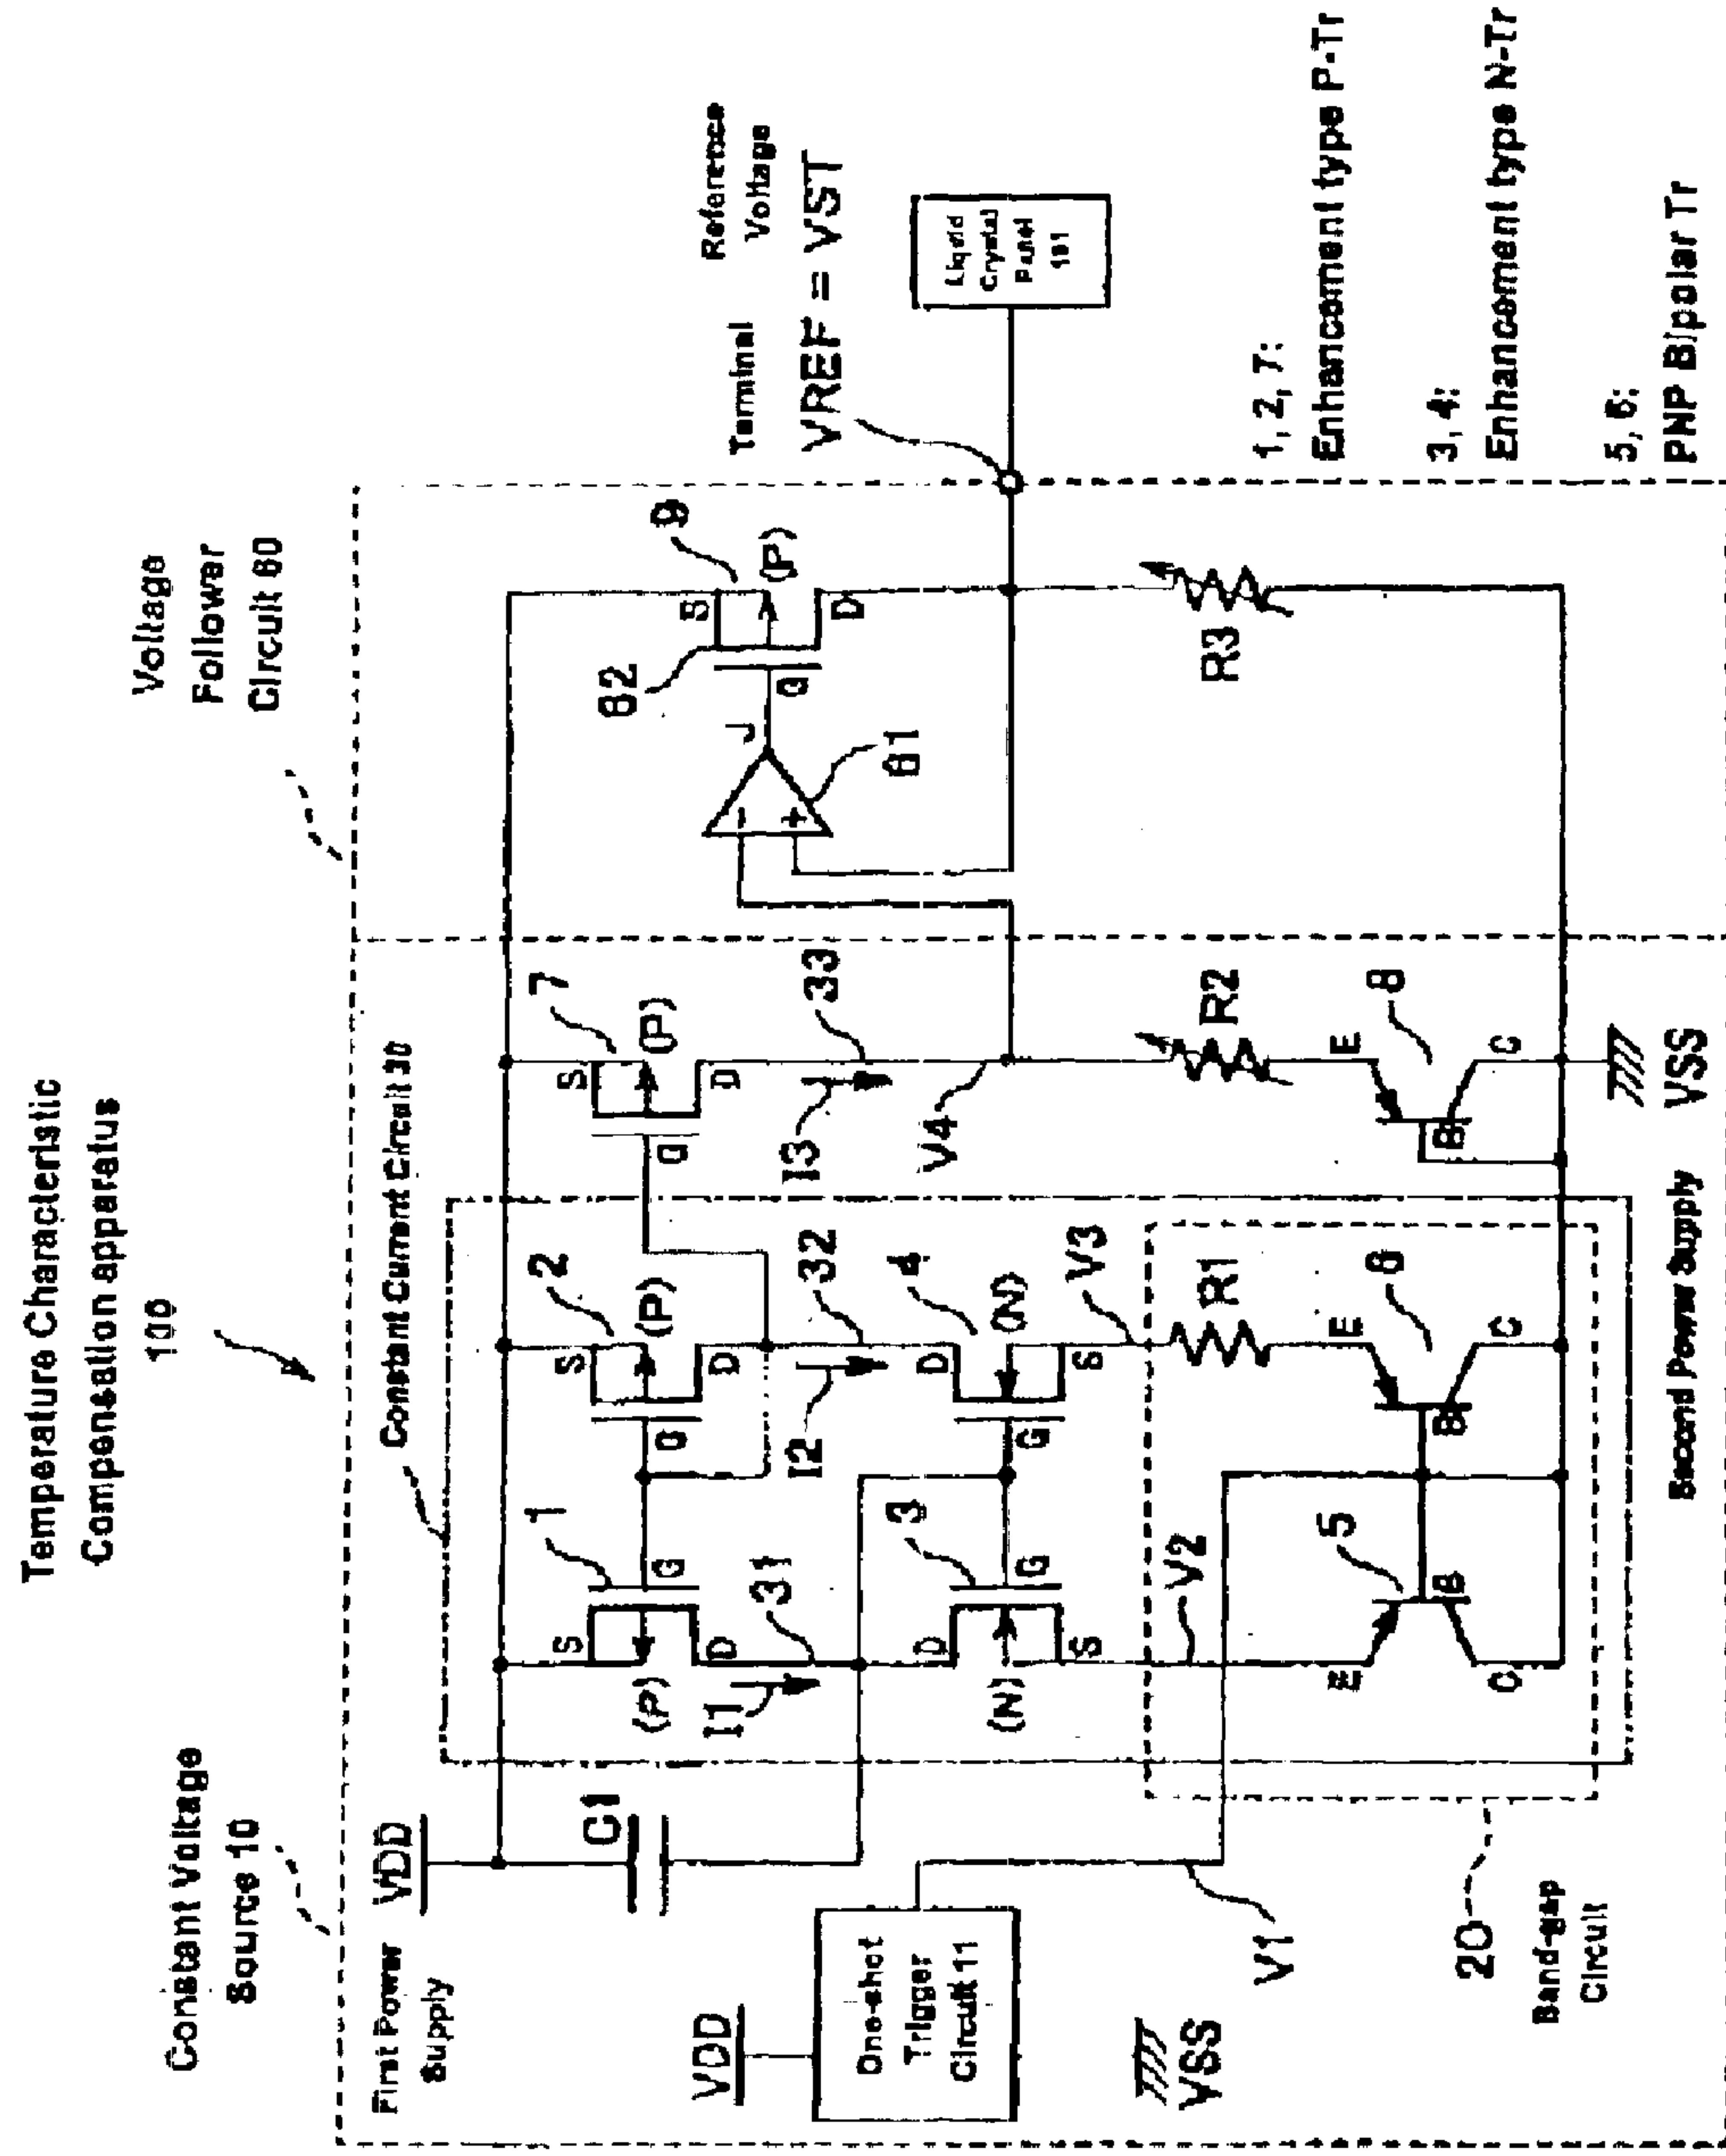 Temperature Characteristic
Compensation apparatus
100
Constant Voltage
Source 10
Voltage
Follower
Circuit 60
First Power
Supply
VDD
C1
Constant Current Circuit 30
1
S
(P)
G
D
2
S
(P)
G
D
7
S
(P)
G
D
82
S
9
(P)
G
D
J
61
-
+
I1
31
I2
32
I3
33
VDD
One-shot
Trigger
Circuit 11
VSS
V1
3
D
(N)
G
S
4
D
(N)
G
S
V2
V3
V4
R1
R2
R3
5
E
B
C
6
E
B
C
8
E
B
C
VSS
20
Band-gap
Circuit
Second Power Supply
Terminal
Reference
Voltage
VREF = VST
Liquid
Crystal
Panel
101
1, 2, 7:
Enhancement type P-Tr
3, 4:
Enhancement type N-Tr
5, 6:
PNP Bipolar Tr